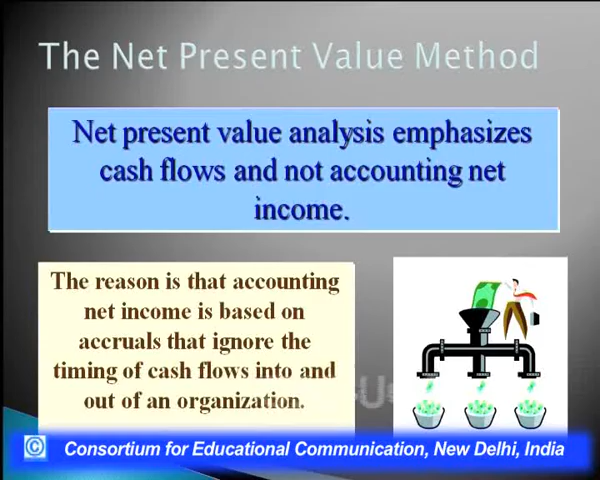 The Net Present Value Method
Net present value analysis emphasizes
cash flows and not accounting net
income.
The reason is that accounting
net income is based on
accruals that ignore the
timing of cash flows into and
out of an organization.
© Consortium for Educational Communication, New Delhi, India